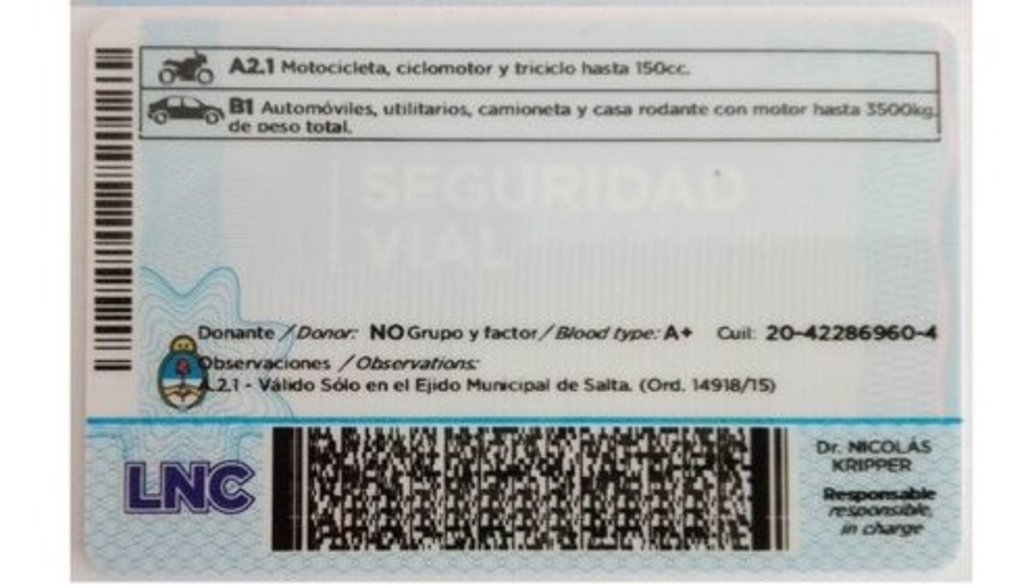 A2.1 Motocicleta, ciclomotor y triciclo hasta 150cc.
B1 Automóviles, utilitarios, camioneta y casa rodante con motor hasta 3500kg.
de peso total.
SEGURIDAD
VIAL
Donante / Donor: NO Grupo y factor / Blood type: A+ Cuil: 20-42286960-4
Observaciones / Observations:
A.2.1 - Válido Sólo en el Ejido Municipal de Salta. (Ord. 14918/15)
LNC
Dr. NICOLÁS
KRIPPER
Responsable
responsible,
in charge